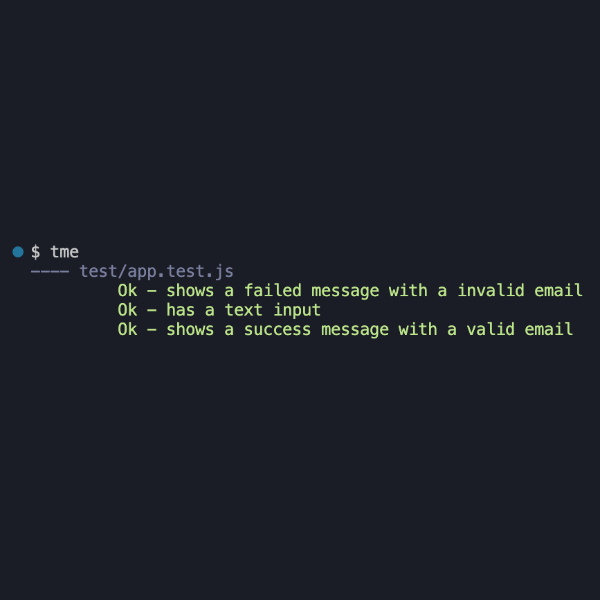 $ tme
---- test/app.test.js
Ok - shows a failed message with a invalid email
Ok - has a text input
Ok - shows a success message with a valid email